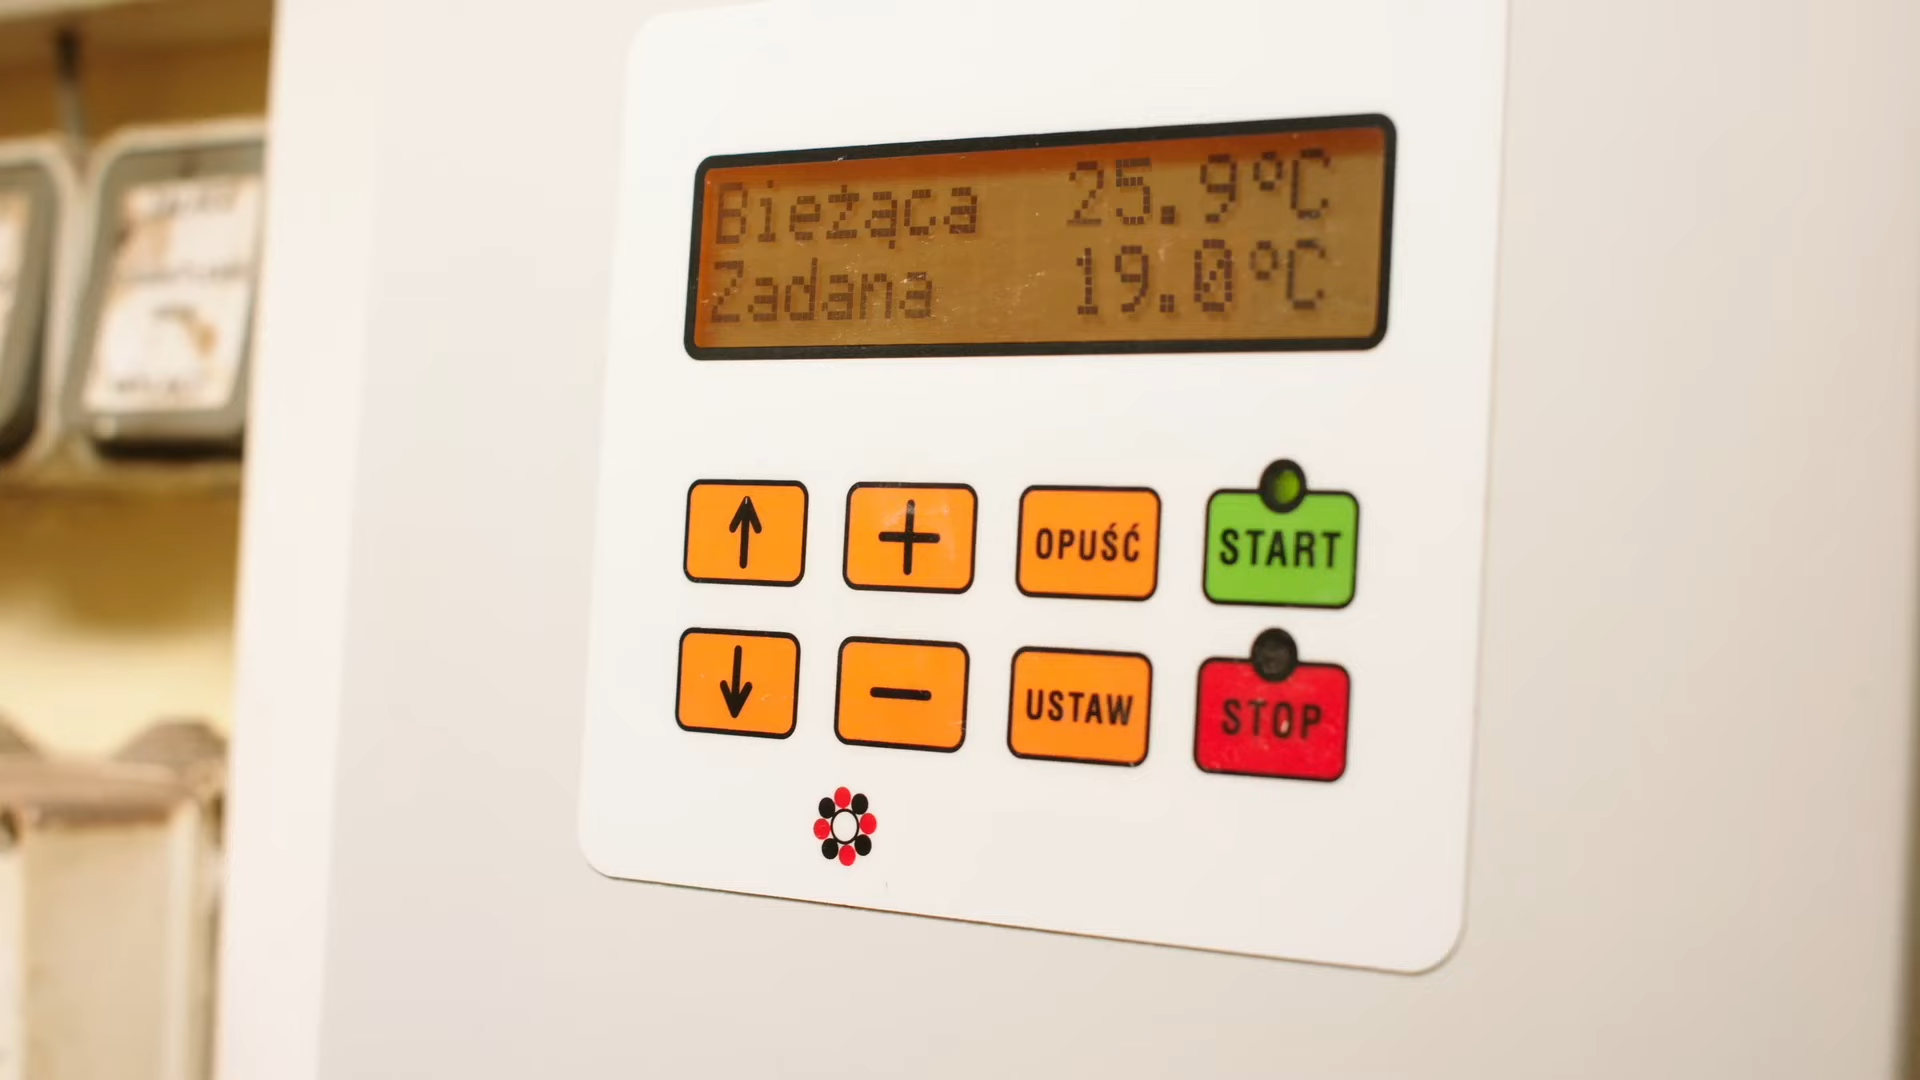 Bieżąca 25.9°C
Zadana 19.0°C
↑ + OPUŚĆ START
↓ - USTAW STOP